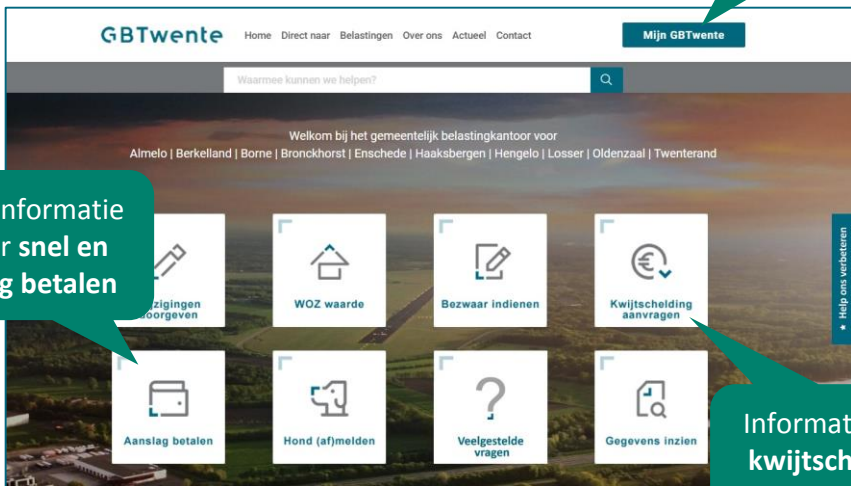 GBTwente
Home Direct naar Belastingen Over ons Actueel Contact
Mijn GBTwente
Waarmee kunnen we helpen?
Welkom bij het gemeentelijk belastingkantoor voor
Almelo | Berkelland | Borne | Bronckhorst | Enschede | Haaksbergen | Hengelo | Losser | Oldenzaal | Twenterand
nformatie
r snel en
g betalen
zigingen
oorgeven
WOZ waarde
Bezwaar indienen
Kwijtschelding
aanvragen
★ Help ons verbeteren
Aanslag betalen
Hond (af)melden
Veelgestelde
vragen
Gegevens inzien
Informat
kwijtsch